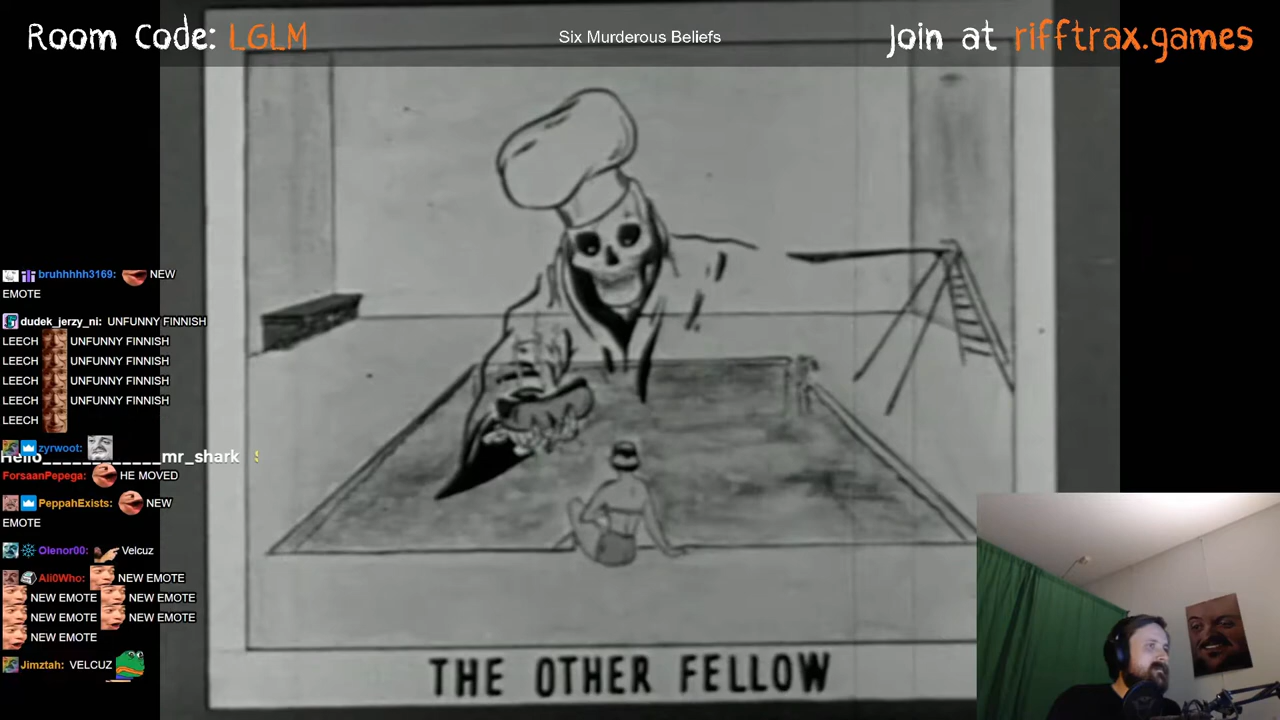 Room Code: LGLM
Six Murderous Beliefs
Join at rifftrax.games
bruhhhhh3169: NEW
EMOTE
dudek_jerzy_ni: UNFUNNY FINNISH
LEECH UNFUNNY FINNISH
LEECH UNFUNNY FINNISH
LEECH UNFUNNY FINNISH
LEECH UNFUNNY FINNISH
LEECH
zyrwoot:
Hello____________mr_shark
ForsaanPepega: HE MOVED
PeppahExists: NEW
EMOTE
Olenor00: Velcuz
Ali0Who: NEW EMOTE
NEW EMOTE NEW EMOTE
NEW EMOTE NEW EMOTE
NEW EMOTE
Jimztah: VELCUZ
THE OTHER FELLOW